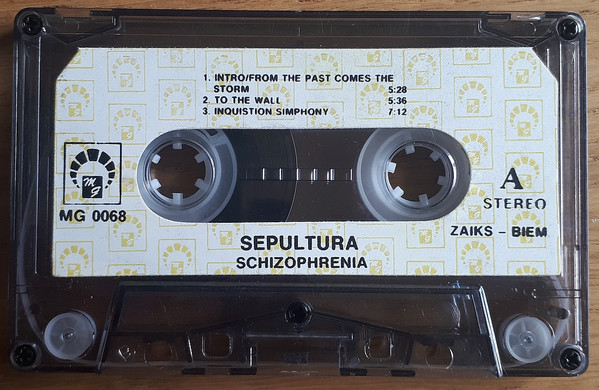 1. INTRO/FROM THE PAST COMES THE
STORM 5:28
2. TO THE WALL 5:36
3. INQUISTION SIMPHONY 7:12
MG
MG 0068
A
STEREO
ZAIKS - BIEM
SEPULTURA
SCHIZOPHRENIA